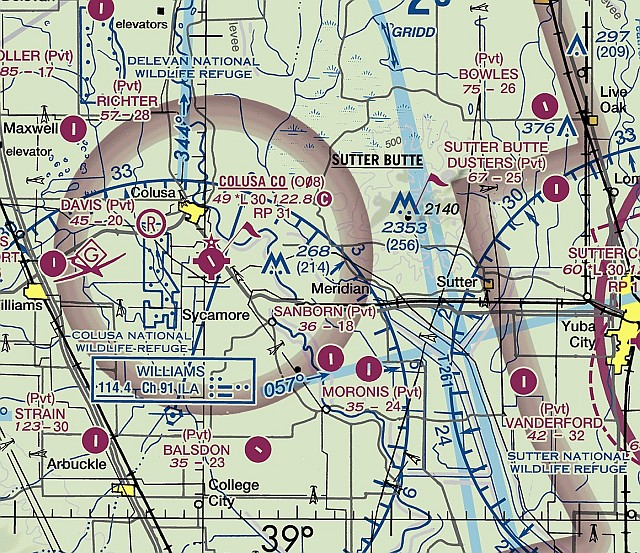 elevators
GRIDD
297
(209)
OLLER (Pvt)
85 - 17
DELEVAN NATIONAL
WILDLIFE REFUGE
(Pvt)
BOWLES
75 - 26
(Pvt)
RICHTER
57 - 28
Live
Oak
Maxwell
344°
500
376
elevator
SUTTER BUTTE
SUTTER BUTTE
DUSTERS (Pvt)
67 - 25
33
COLUSA CO (O08)
49 *L 30 122.8 C
RP 31
Colusa
30
DAVIS (Pvt)
45 - 20
R
2140
2353
(256)
G
268
(214)
3
SUTTER CO
60 *L 30
RP 1
Williams
Meridian
Sutter
Sycamore
SANBORN (Pvt)
36 - 18
Yuba
City
COLUSA NATIONAL
WILDLIFE REFUGE
WILLIAMS
114.4 Ch 91 ILA
057°
T261
MORONIS (Pvt)
35 - 24
(Pvt)
STRAIN
123 - 30
(Pvt)
VANDERFORD
42 - 32
24
(Pvt)
BALSDON
35 - 23
Arbuckle
SUTTER NATIONAL
WILDLIFE REFUGE
College
City
39°